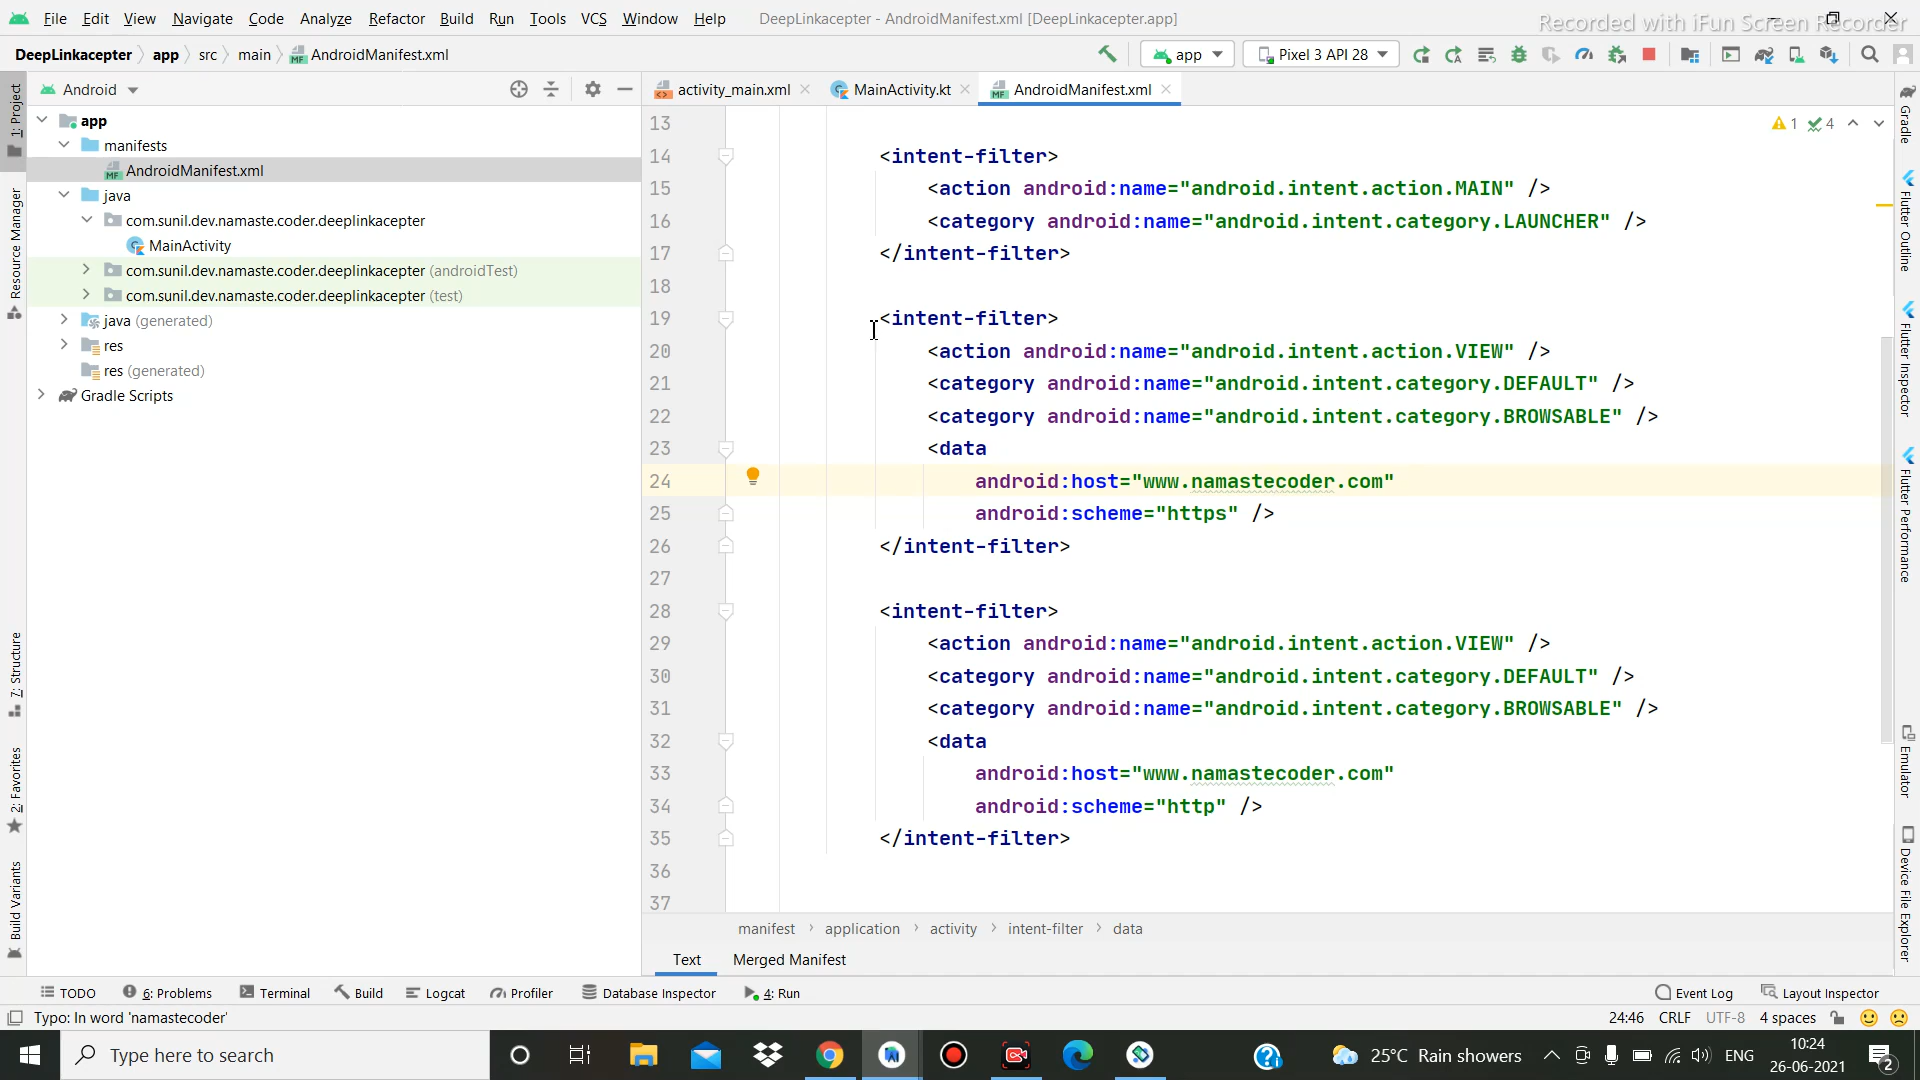 File Edit View Navigate Code Analyze Refactor Build Run Tools VCS Window Help DeepLinkacepter - AndroidManifest.xml [DeepLinkacepter.app]
Recorded with iFun Screen Recorder
DeepLinkacepter app src main AndroidManifest.xml app Pixel 3 API 28
Android activity_main.xml MainActivity.kt AndroidManifest.xml
app
manifests
AndroidManifest.xml
java
com.sunil.dev.namaste.coder.deeplinkacepter
MainActivity
com.sunil.dev.namaste.coder.deeplinkacepter (androidTest)
com.sunil.dev.namaste.coder.deeplinkacepter (test)
java (generated)
res
res (generated)
Gradle Scripts
1: Project
Resource Manager
7: Structure
2: Favorites
Build Variants
1 4
13
14 <intent-filter>
15 <action android:name="android.intent.action.MAIN" />
16 <category android:name="android.intent.category.LAUNCHER" />
17 </intent-filter>
18
19 <intent-filter>
20 <action android:name="android.intent.action.VIEW" />
21 <category android:name="android.intent.category.DEFAULT" />
22 <category android:name="android.intent.category.BROWSABLE" />
23 <data
24 android:host="www.namastecoder.com"
25 android:scheme="https" />
26 </intent-filter>
27
28 <intent-filter>
29 <action android:name="android.intent.action.VIEW" />
30 <category android:name="android.intent.category.DEFAULT" />
31 <category android:name="android.intent.category.BROWSABLE" />
32 <data
33 android:host="www.namastecoder.com"
34 android:scheme="http" />
35 </intent-filter>
36
37
Gradle
Flutter Outline
Flutter Inspector
Flutter Performance
Emulator
Device File Explorer
manifest application activity intent-filter data
Text Merged Manifest
TODO 6: Problems Terminal Build Logcat Profiler Database Inspector 4: Run Event Log Layout Inspector
Typo: In word 'namastecoder' 24:46 CRLF UTF-8 4 spaces
Type here to search 25°C Rain showers ENG 10:24
26-06-2021
2